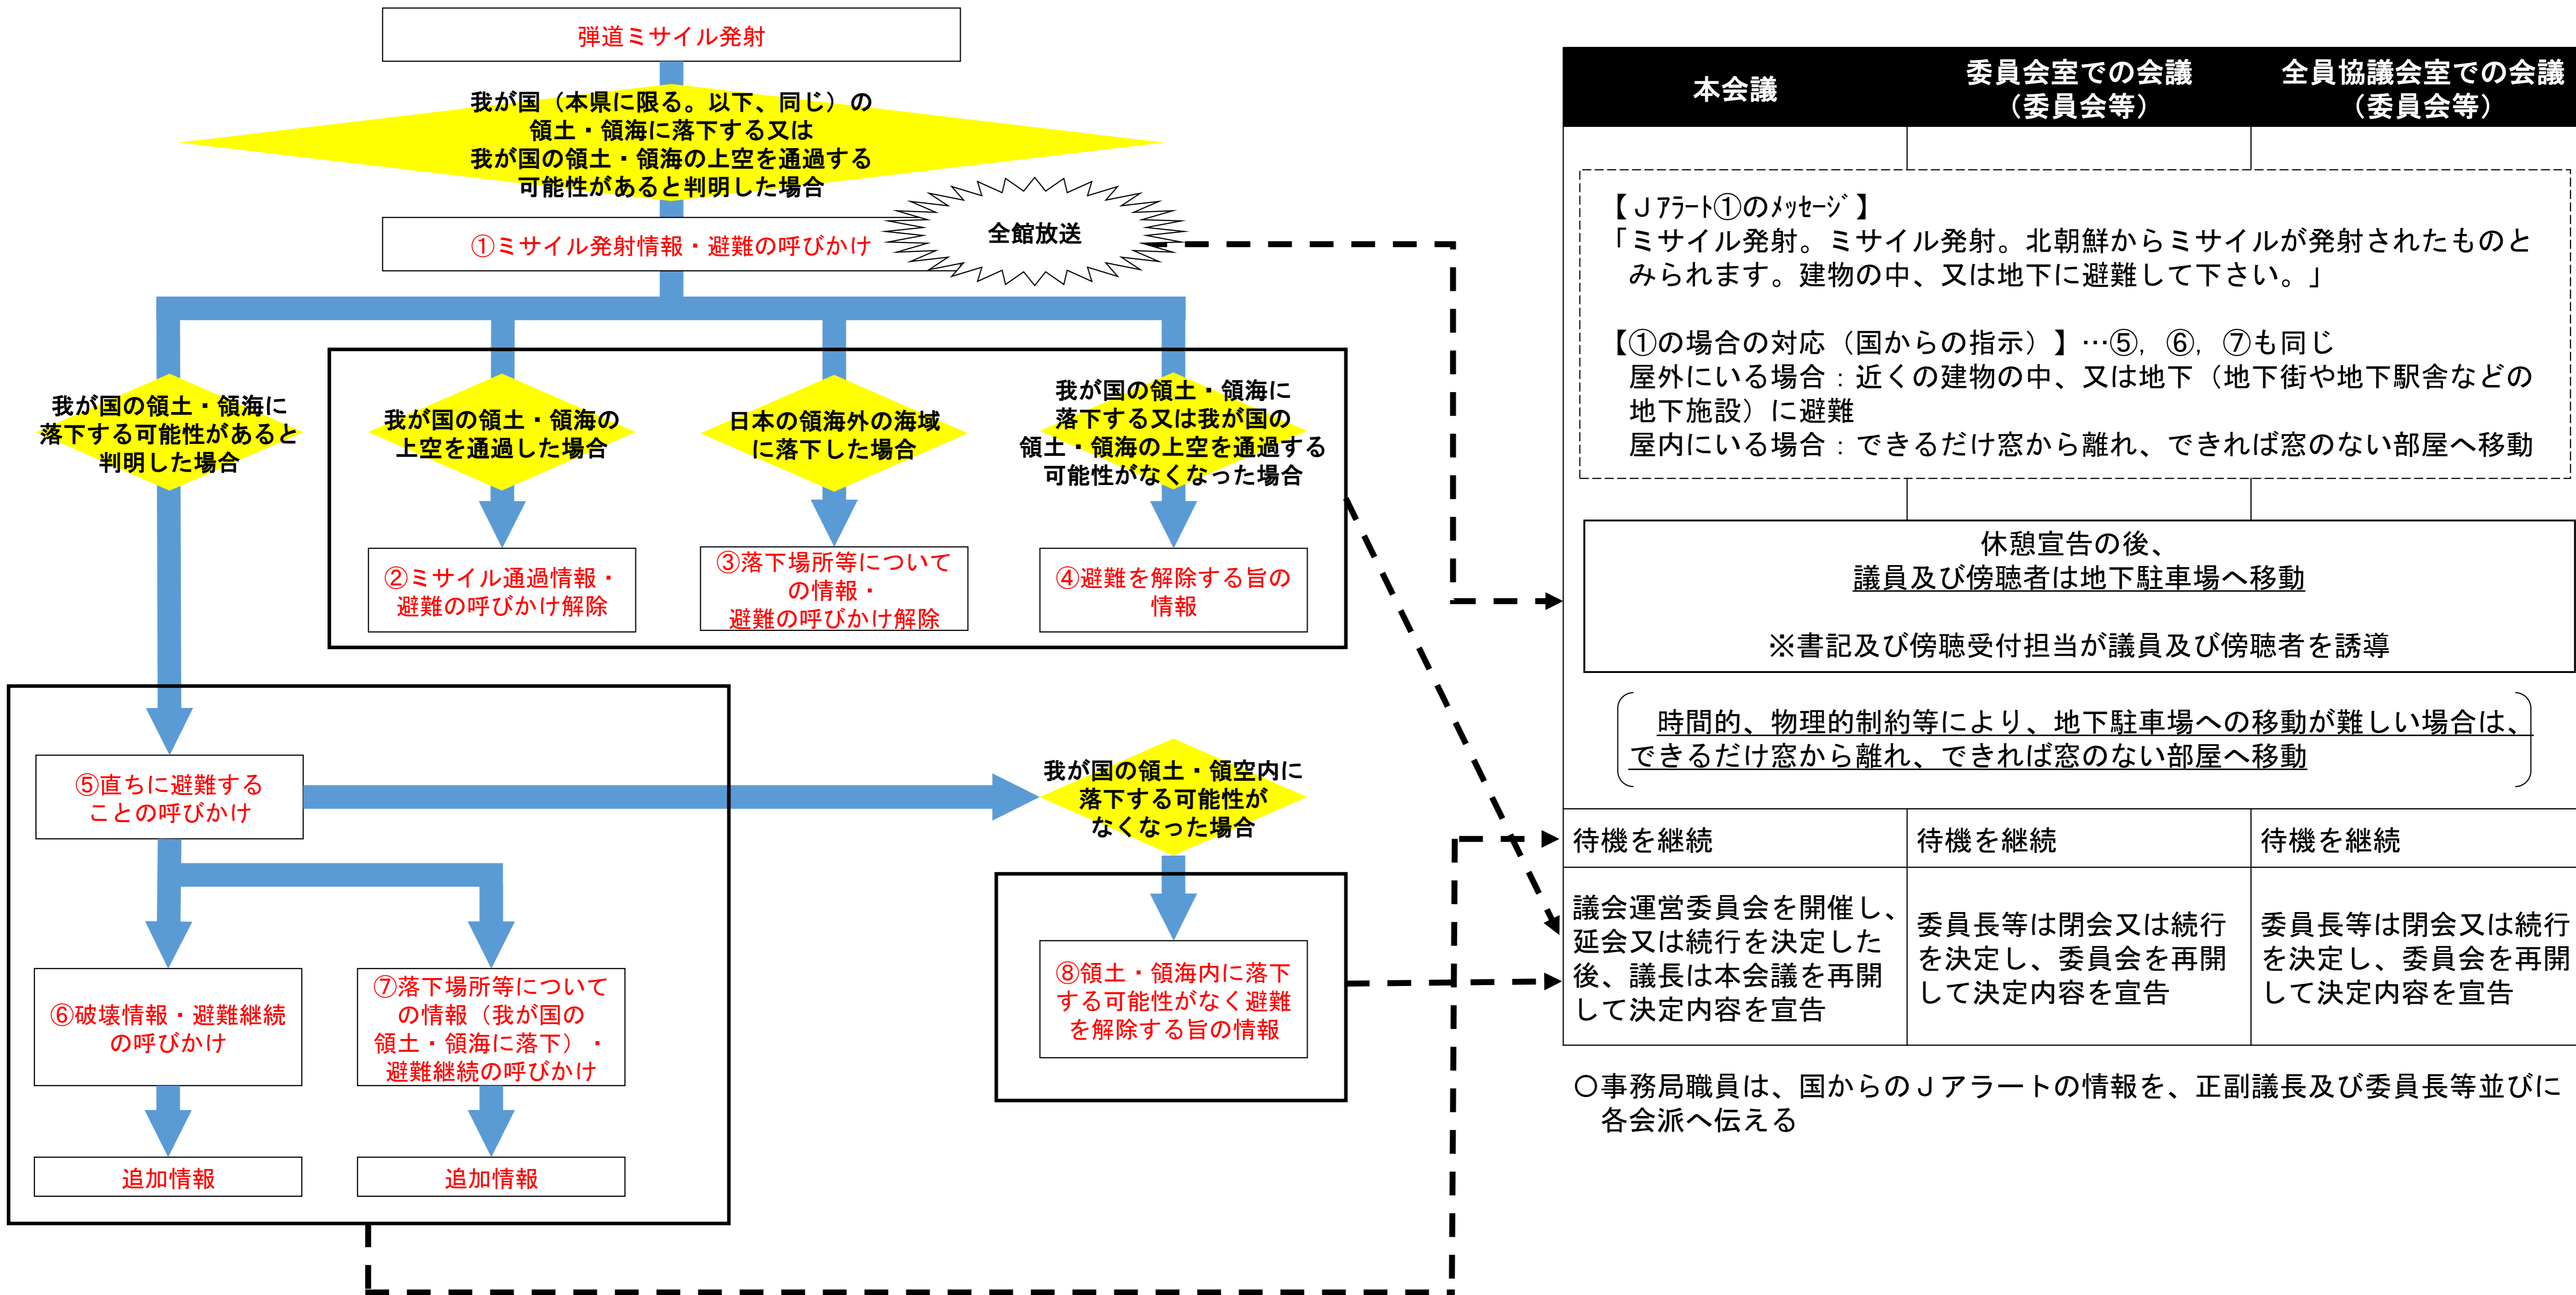 弾道ミサイル発射
我が国（本県に限る。以下、同じ）の
領土・領海に落下する又は
我が国の領土・領海の上空を通過する
可能性があると判明した場合
①ミサイル発射情報・避難の呼びかけ
全館放送
我が国の領土・領海に
落下する可能性があると
判明した場合
我が国の領土・領海の
上空を通過した場合
日本の領海外の海域
に落下した場合
我が国の領土・領海に
落下する又は我が国の
領土・領海の上空を通過する
可能性がなくなった場合
②ミサイル通過情報・
避難の呼びかけ解除
③落下場所等について
の情報・
避難の呼びかけ解除
④避難を解除する旨の
情報
⑤直ちに避難する
ことの呼びかけ
我が国の領土・領空内に
落下する可能性が
なくなった場合
⑥破壊情報・避難継続
の呼びかけ
⑦落下場所等について
の情報（我が国の
領土・領海に落下）・
避難継続の呼びかけ
⑧領土・領海内に落下
する可能性がなく避難
を解除する旨の情報
追加情報
追加情報
本会議
委員会室での会議
（委員会等）
全員協議会室での会議
（委員会等）
【Ｊｱﾗｰﾄ①のﾒｯｾｰｼﾞ】
「ミサイル発射。ミサイル発射。北朝鮮からミサイルが発射されたものと
みられます。建物の中、又は地下に避難して下さい。」
【①の場合の対応（国からの指示）】…⑤，⑥，⑦も同じ
屋外にいる場合：近くの建物の中、又は地下（地下街や地下駅舎などの
地下施設）に避難
屋内にいる場合：できるだけ窓から離れ、できれば窓のない部屋へ移動
休憩宣告の後、
議員及び傍聴者は地下駐車場へ移動
※書記及び傍聴受付担当が議員及び傍聴者を誘導
時間的、物理的制約等により、地下駐車場への移動が難しい場合は、
できるだけ窓から離れ、できれば窓のない部屋へ移動
待機を継続
待機を継続
待機を継続
議会運営委員会を開催し、
延会又は続行を決定した
後、議長は本会議を再開
して決定内容を宣告
委員長等は閉会又は続行
を決定し、委員会を再開
して決定内容を宣告
委員長等は閉会又は続行
を決定し、委員会を再開
して決定内容を宣告
〇事務局職員は、国からのＪアラートの情報を、正副議長及び委員長等並びに
各会派へ伝える